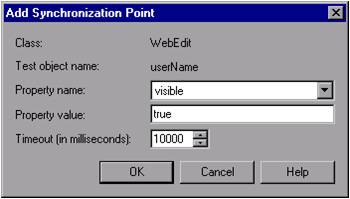 Add Synchronization Point
Class: WebEdit
Test object name: userName
Property name: visible
Property value: true
Timeout (in milliseconds): 10000
OK Cancel Help